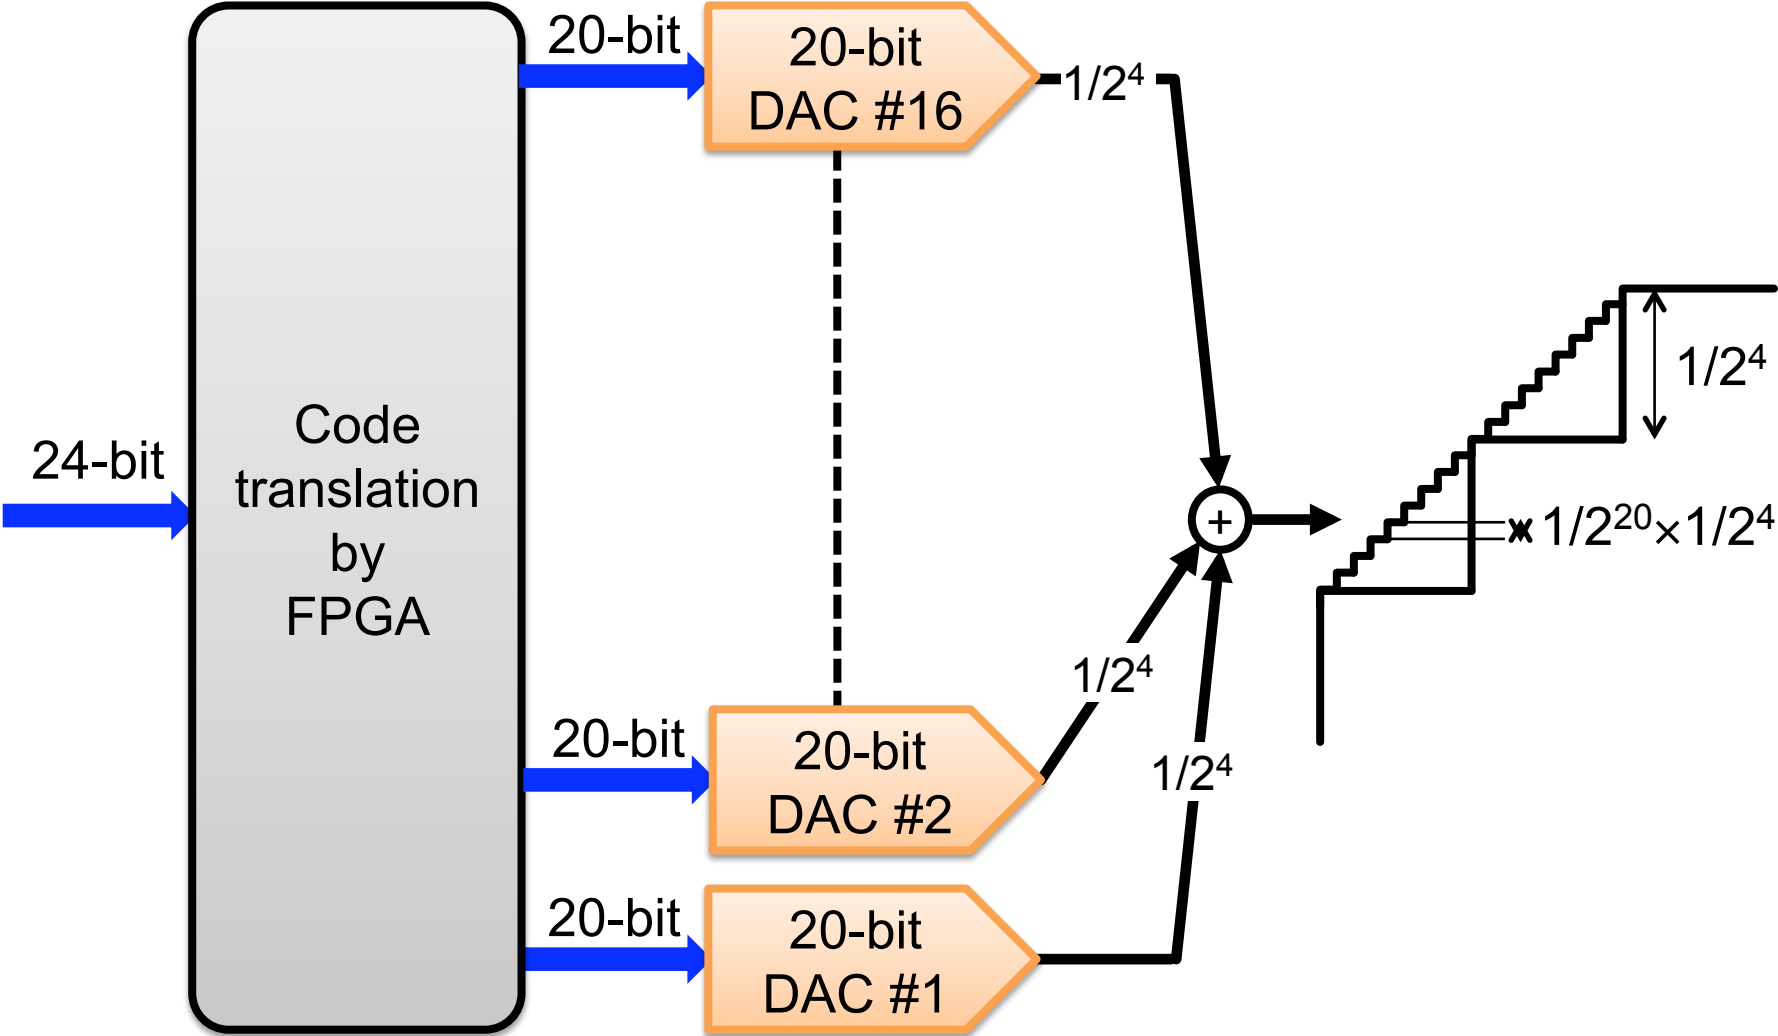 20-bit
20-bit
DAC #16
1/2⁴
24-bit
Code
translation
by
FPGA
1/2⁴
+
1/2²⁰×1/2⁴
1/2⁴
20-bit
20-bit
DAC #2
1/2⁴
20-bit
20-bit
DAC #1